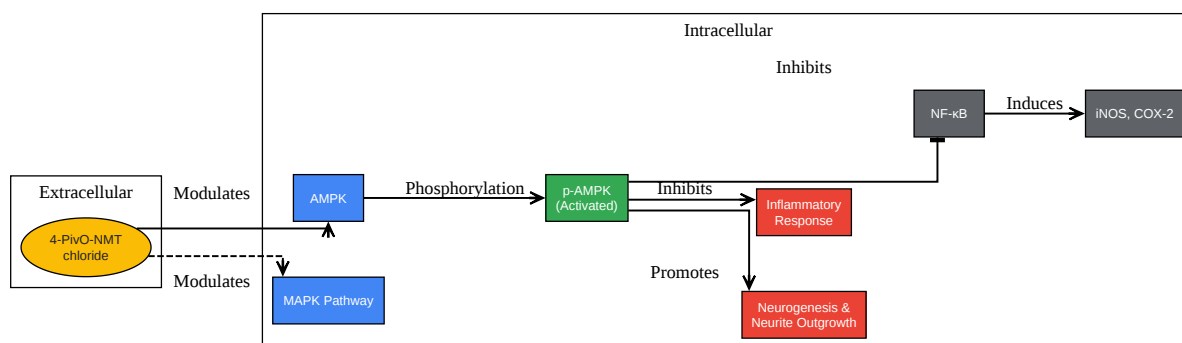 Intracellular
Inhibits
NF-κB
Induces
iNOS, COX-2
Extracellular
Modulates
AMPK
Phosphorylation
p-AMPK
(Activated)
Inhibits
Inflammatory
Response
4-PivO-NMT
chloride
Modulates
MAPK Pathway
Promotes
Neurogenesis &
Neurite Outgrowth